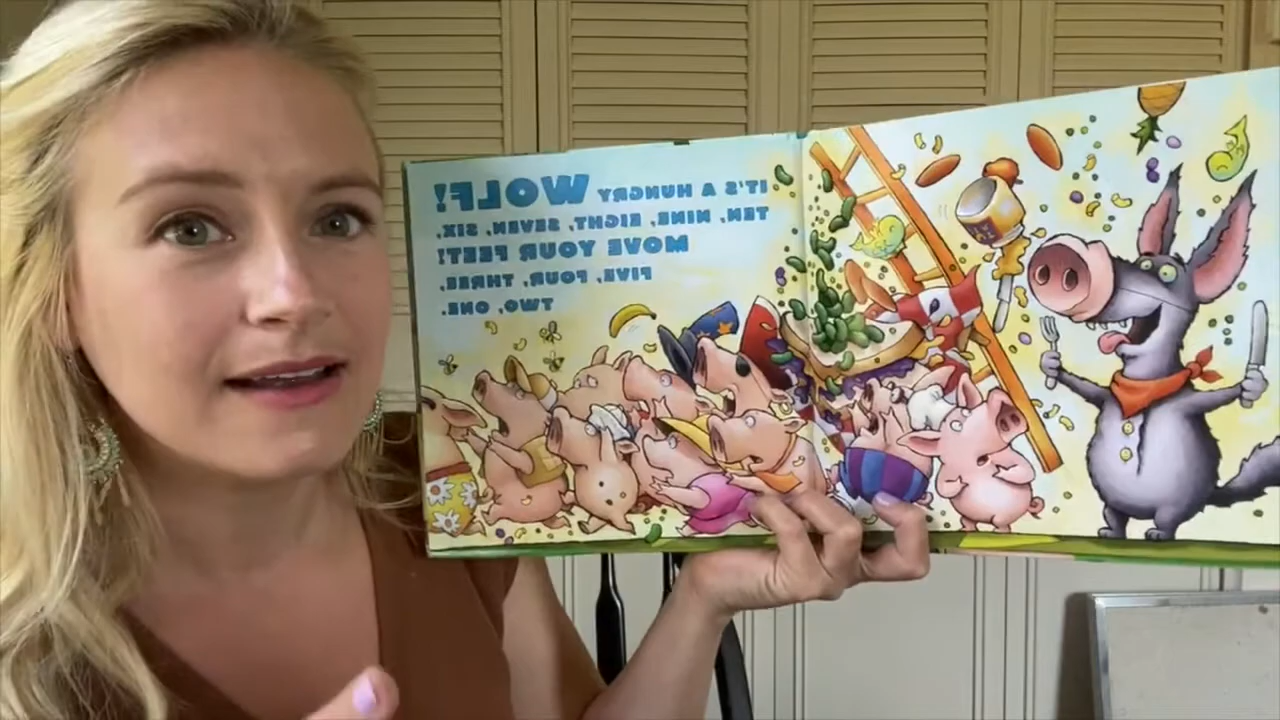 IT'S A HUNGRY WOLF!
TEN, NINE, EIGHT, SEVEN, SIX,
MOVE YOUR FEET!
FIVE, FOUR, THREE,
TWO, ONE.